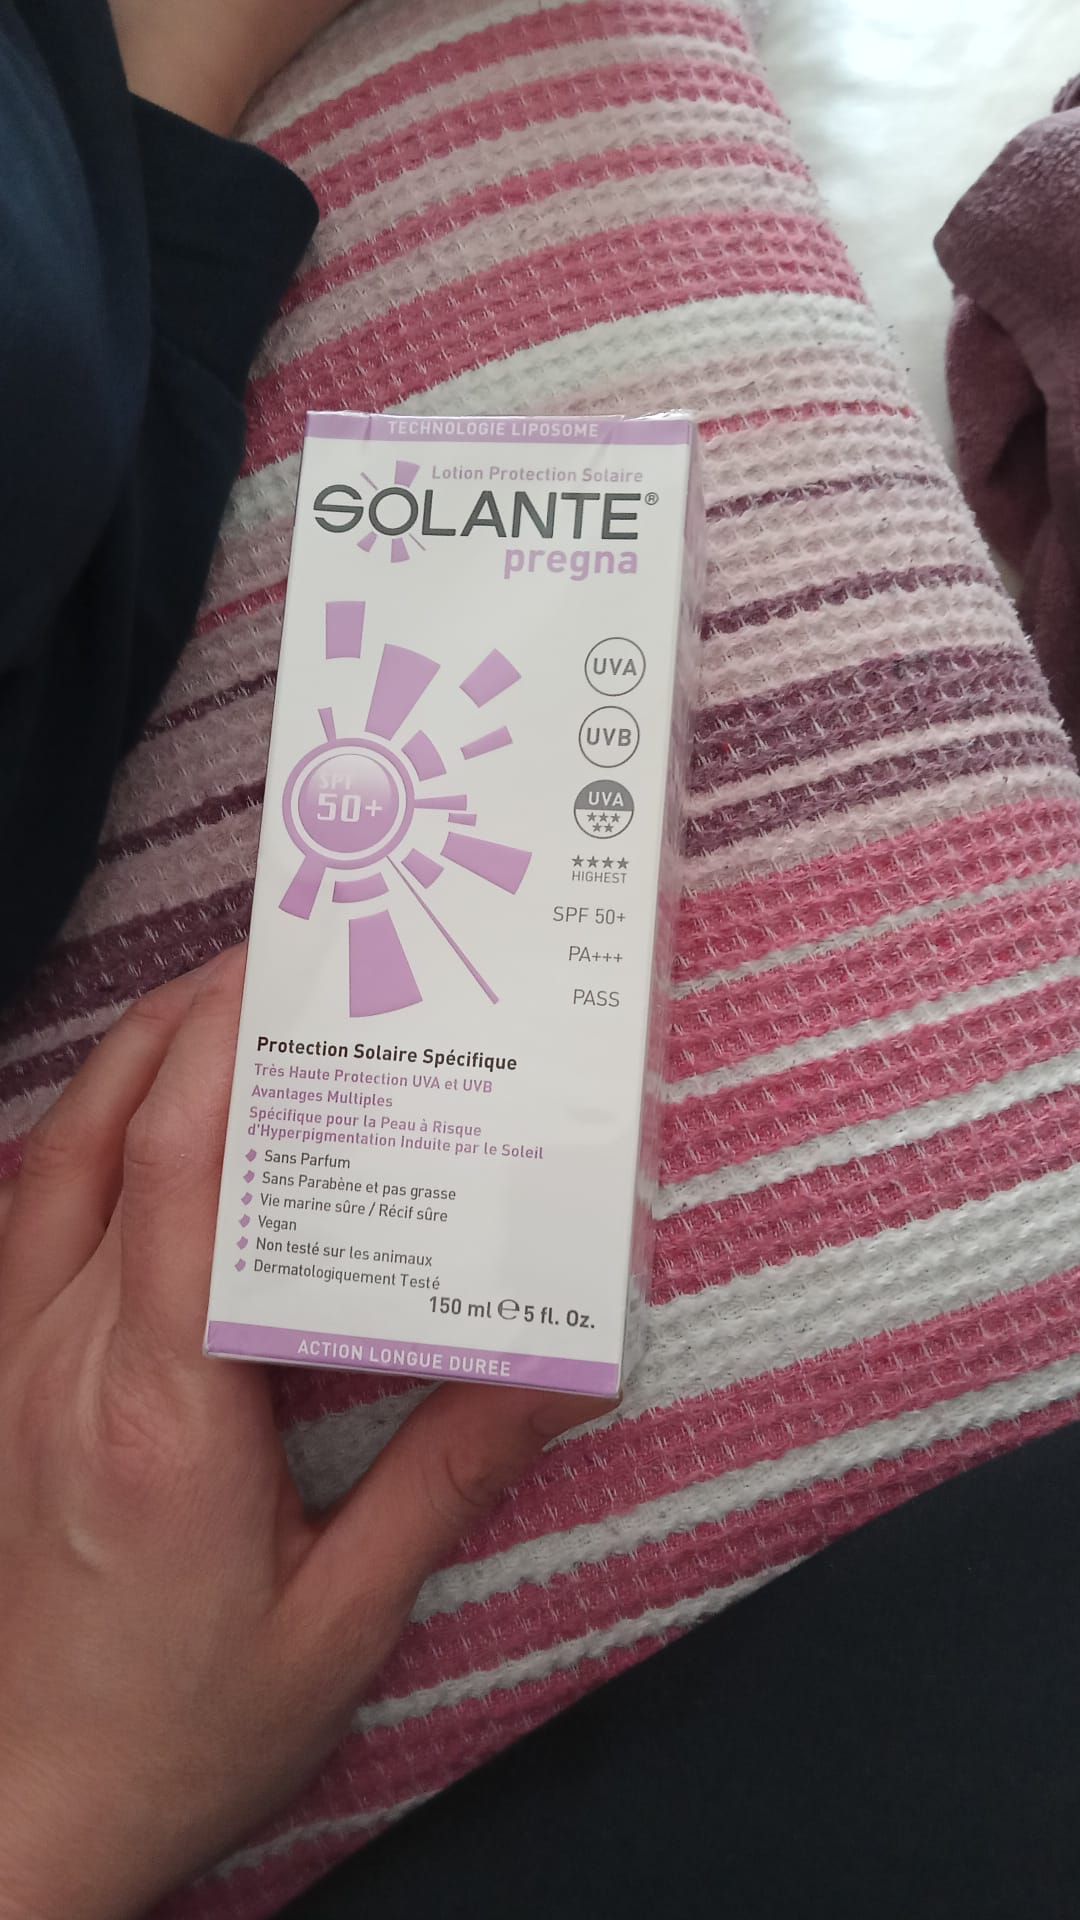 TECHNOLOGIE LIPOSOME
Lotion Protection Solaire
SOLANTE®
pregna
UVA
UVB
SPF
50+
UVA
HIGHEST
SPF 50+
PA+++
PASS
Protection Solaire Spécifique
Très Haute Protection UVA et UVB
Avantages Multiples
Spécifique pour la Peau à Risque
d'Hyperpigmentation Induite par le Soleil
Sans Parfum
Sans Parabène et pas grasse
Vie marine sûre / Récif sûre
Vegan
Non testé sur les animaux
Dermatologiquement Testé
150 ml ℮ 5 fl. Oz.
ACTION LONGUE DUREE